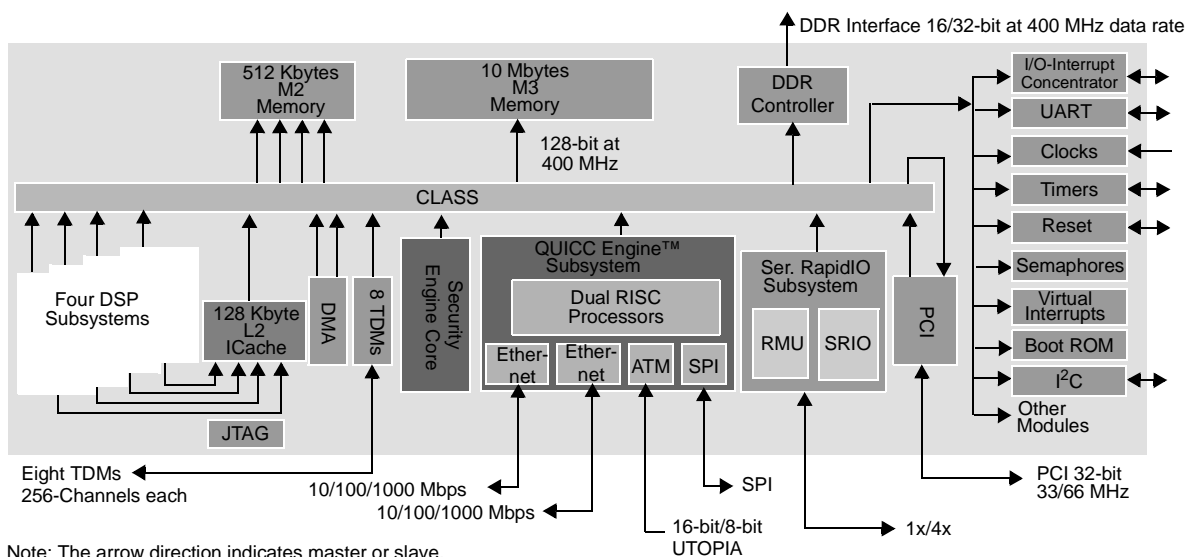 DDR Interface 16/32-bit at 400 MHz data rate
512 Kbytes
M2
Memory
10 Mbytes
M3
Memory
DDR
Controller
I/O-Interrupt
Concentrator
UART
Clocks
Timers
Reset
Semaphores
Virtual
Interrupts
Boot ROM
I²C
Other
Modules
128-bit at
400 MHz
CLASS
Four DSP
Subsystems
128 Kbyte
L2
ICache
DMA
8 TDMs
Security
Engine Core
QUICC Engine™
Subsystem
Dual RISC
Processors
Ether-
net
Ether-
net
ATM
SPI
Ser. RapidIO
Subsystem
RMU
SRIO
PCI
JTAG
Eight TDMs
256-Channels each
10/100/1000 Mbps
10/100/1000 Mbps
SPI
16-bit/8-bit
UTOPIA
1x/4x
PCI 32-bit
33/66 MHz
Note: The arrow direction indicates master or slave